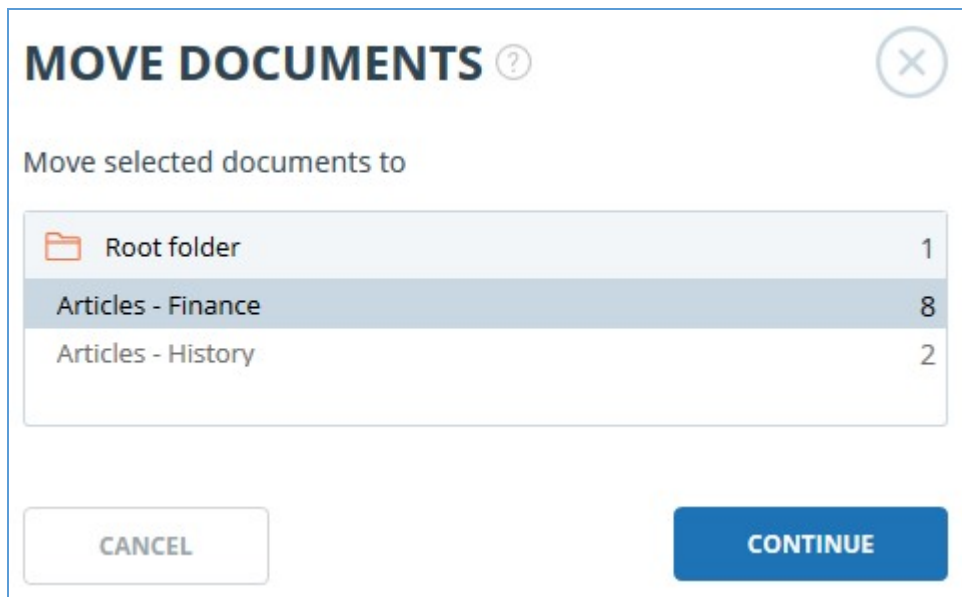 MOVE DOCUMENTS ?
Move selected documents to
Root folder 1
Articles - Finance 8
Articles - History 2
CANCEL CONTINUE